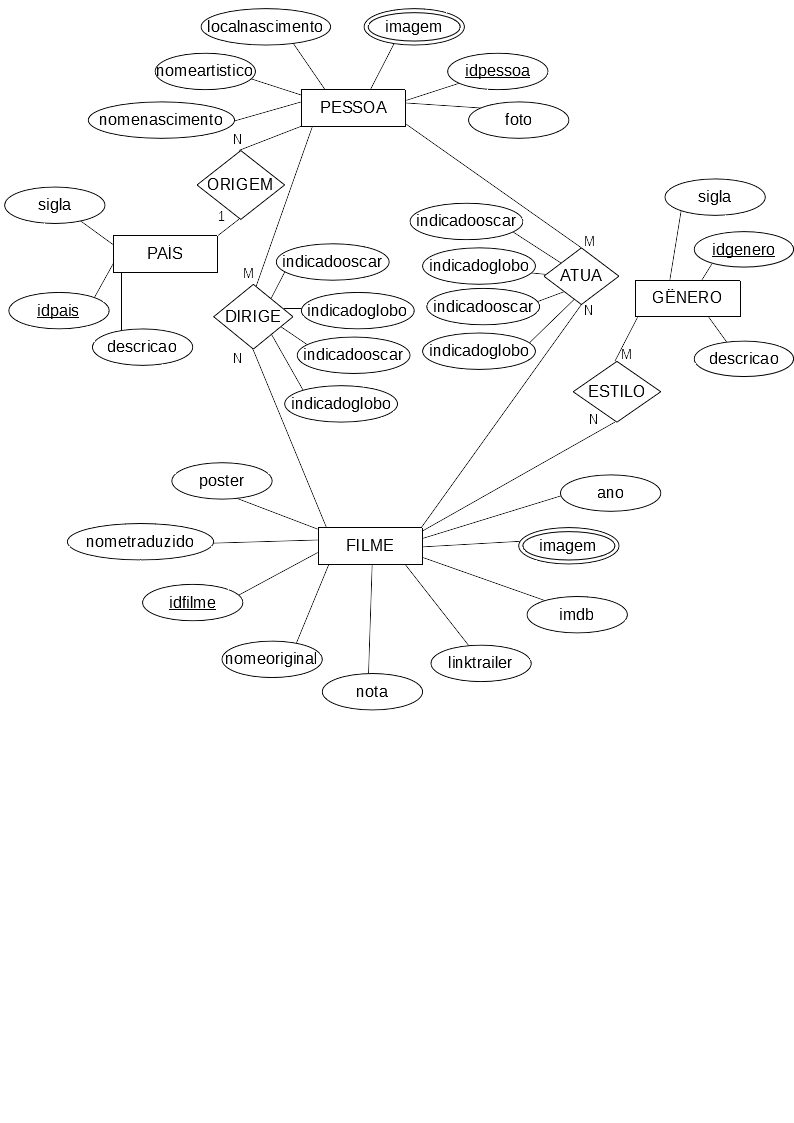 localnascimento
imagem
nomeartistico
idpessoa
nomenascimento
PESSOA
foto
N
ORIGEM
1
sigla
PAÍS
idpais
descricao
M
indicadooscar
DIRIGE
indicadoglobo
indicadooscar
indicadoglobo
N
indicadooscar
M
indicadoglobo
ATUA
indicadooscar
N
indicadoglobo
sigla
idgenero
GÊNERO
descricao
M
ESTILO
N
poster
ano
nometraduzido
FILME
imagem
idfilme
imdb
nomeoriginal
linktrailer
nota